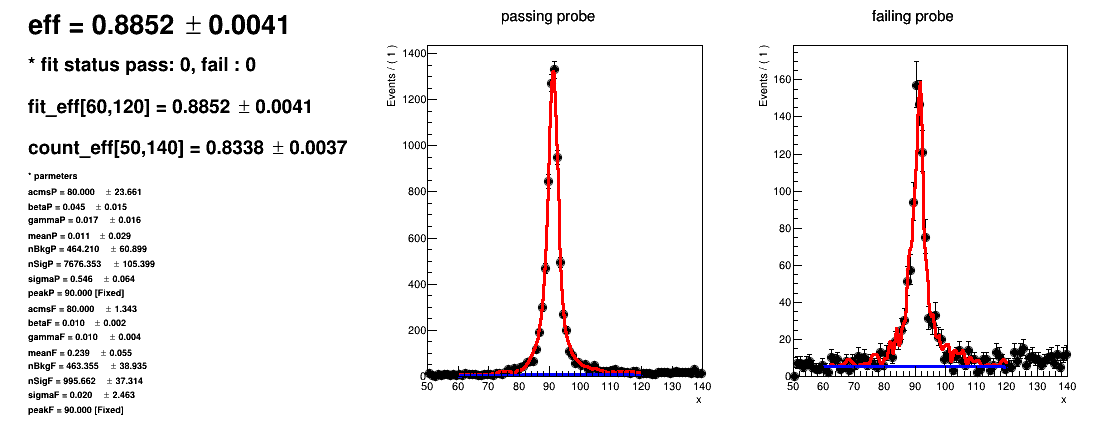 eff = 0.8852 ± 0.0041
* fit status pass: 0, fail : 0
fit_eff[60,120] = 0.8852 ± 0.0041
count_eff[50,140] = 0.8338 ± 0.0037
* parmeters
acmsP = 80.000 ± 23.661
betaP = 0.045 ± 0.015
gammaP = 0.017 ± 0.016
meanP = 0.011 ± 0.029
nBkgP = 464.210 ± 60.899
nSigP = 7676.353 ± 105.399
sigmaP = 0.546 ± 0.064
peakP = 90.000 [Fixed]
acmsF = 80.000 ± 1.343
betaF = 0.010 ± 0.002
gammaF = 0.010 ± 0.004
meanF = 0.239 ± 0.055
nBkgF = 463.355 ± 38.935
nSigF = 995.662 ± 37.314
sigmaF = 0.020 ± 2.463
peakF = 90.000 [Fixed]
passing probe
Events / ( 1 )
1400
1200
1000
800
600
400
200
0
50 60 70 80 90 100 110 120 130 140
x
failing probe
Events / ( 1 )
160
140
120
100
80
60
40
20
0
50 60 70 80 90 100 110 120 130 140
x